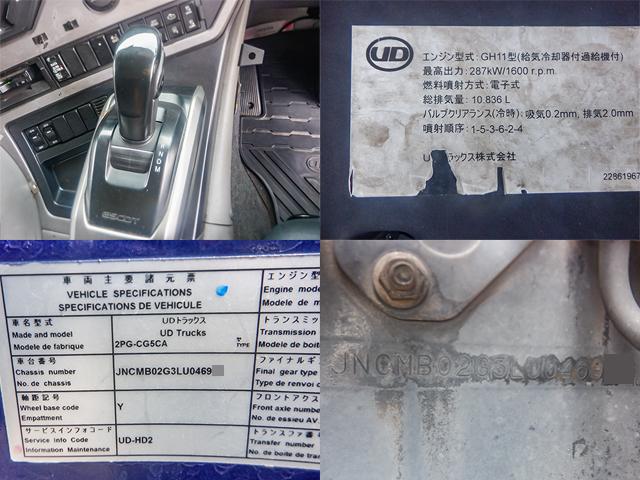 R
N
D
M
ESCOT
UD
エンジン型式：GH11型(給気冷却器付過給機付)
最高出力：287kW/1600 r.p.m.
燃料噴射方式：電子式
総排気量：10.836 L
バルブクリアランス(冷時)：吸気0.2mm, 排気2.0mm
噴射順序：1-5-3-6-2-4
UDトラックス株式会社
22861967
車両主要諸元票
VEHICLE SPECIFICATIONS
SPECIFICATIONS DE VEHICULE
車名型式
Made and model
Modele de fabrique
UDトラックス
UD Trucks
2PG-CG5CA
TYPE
車台番号
Chassis number
No. de chassis
JNCMB02G3LU0469
軸距記号
Wheel base code
Empattment
Y
サービスインフォコード
Service Info Code
Information Maintenance
UD-HD2
エンジン型
Engine mode
Modele de m
トランスミッ
Transmission
Modele de bo
ファイナルギ
Final gear type
Type de renvoi d
フロントアクス
Front axle number
No. de essieu AV
トランスファ番号
Transfer number
No. de boite de tran
JNCMB02G3LU0469